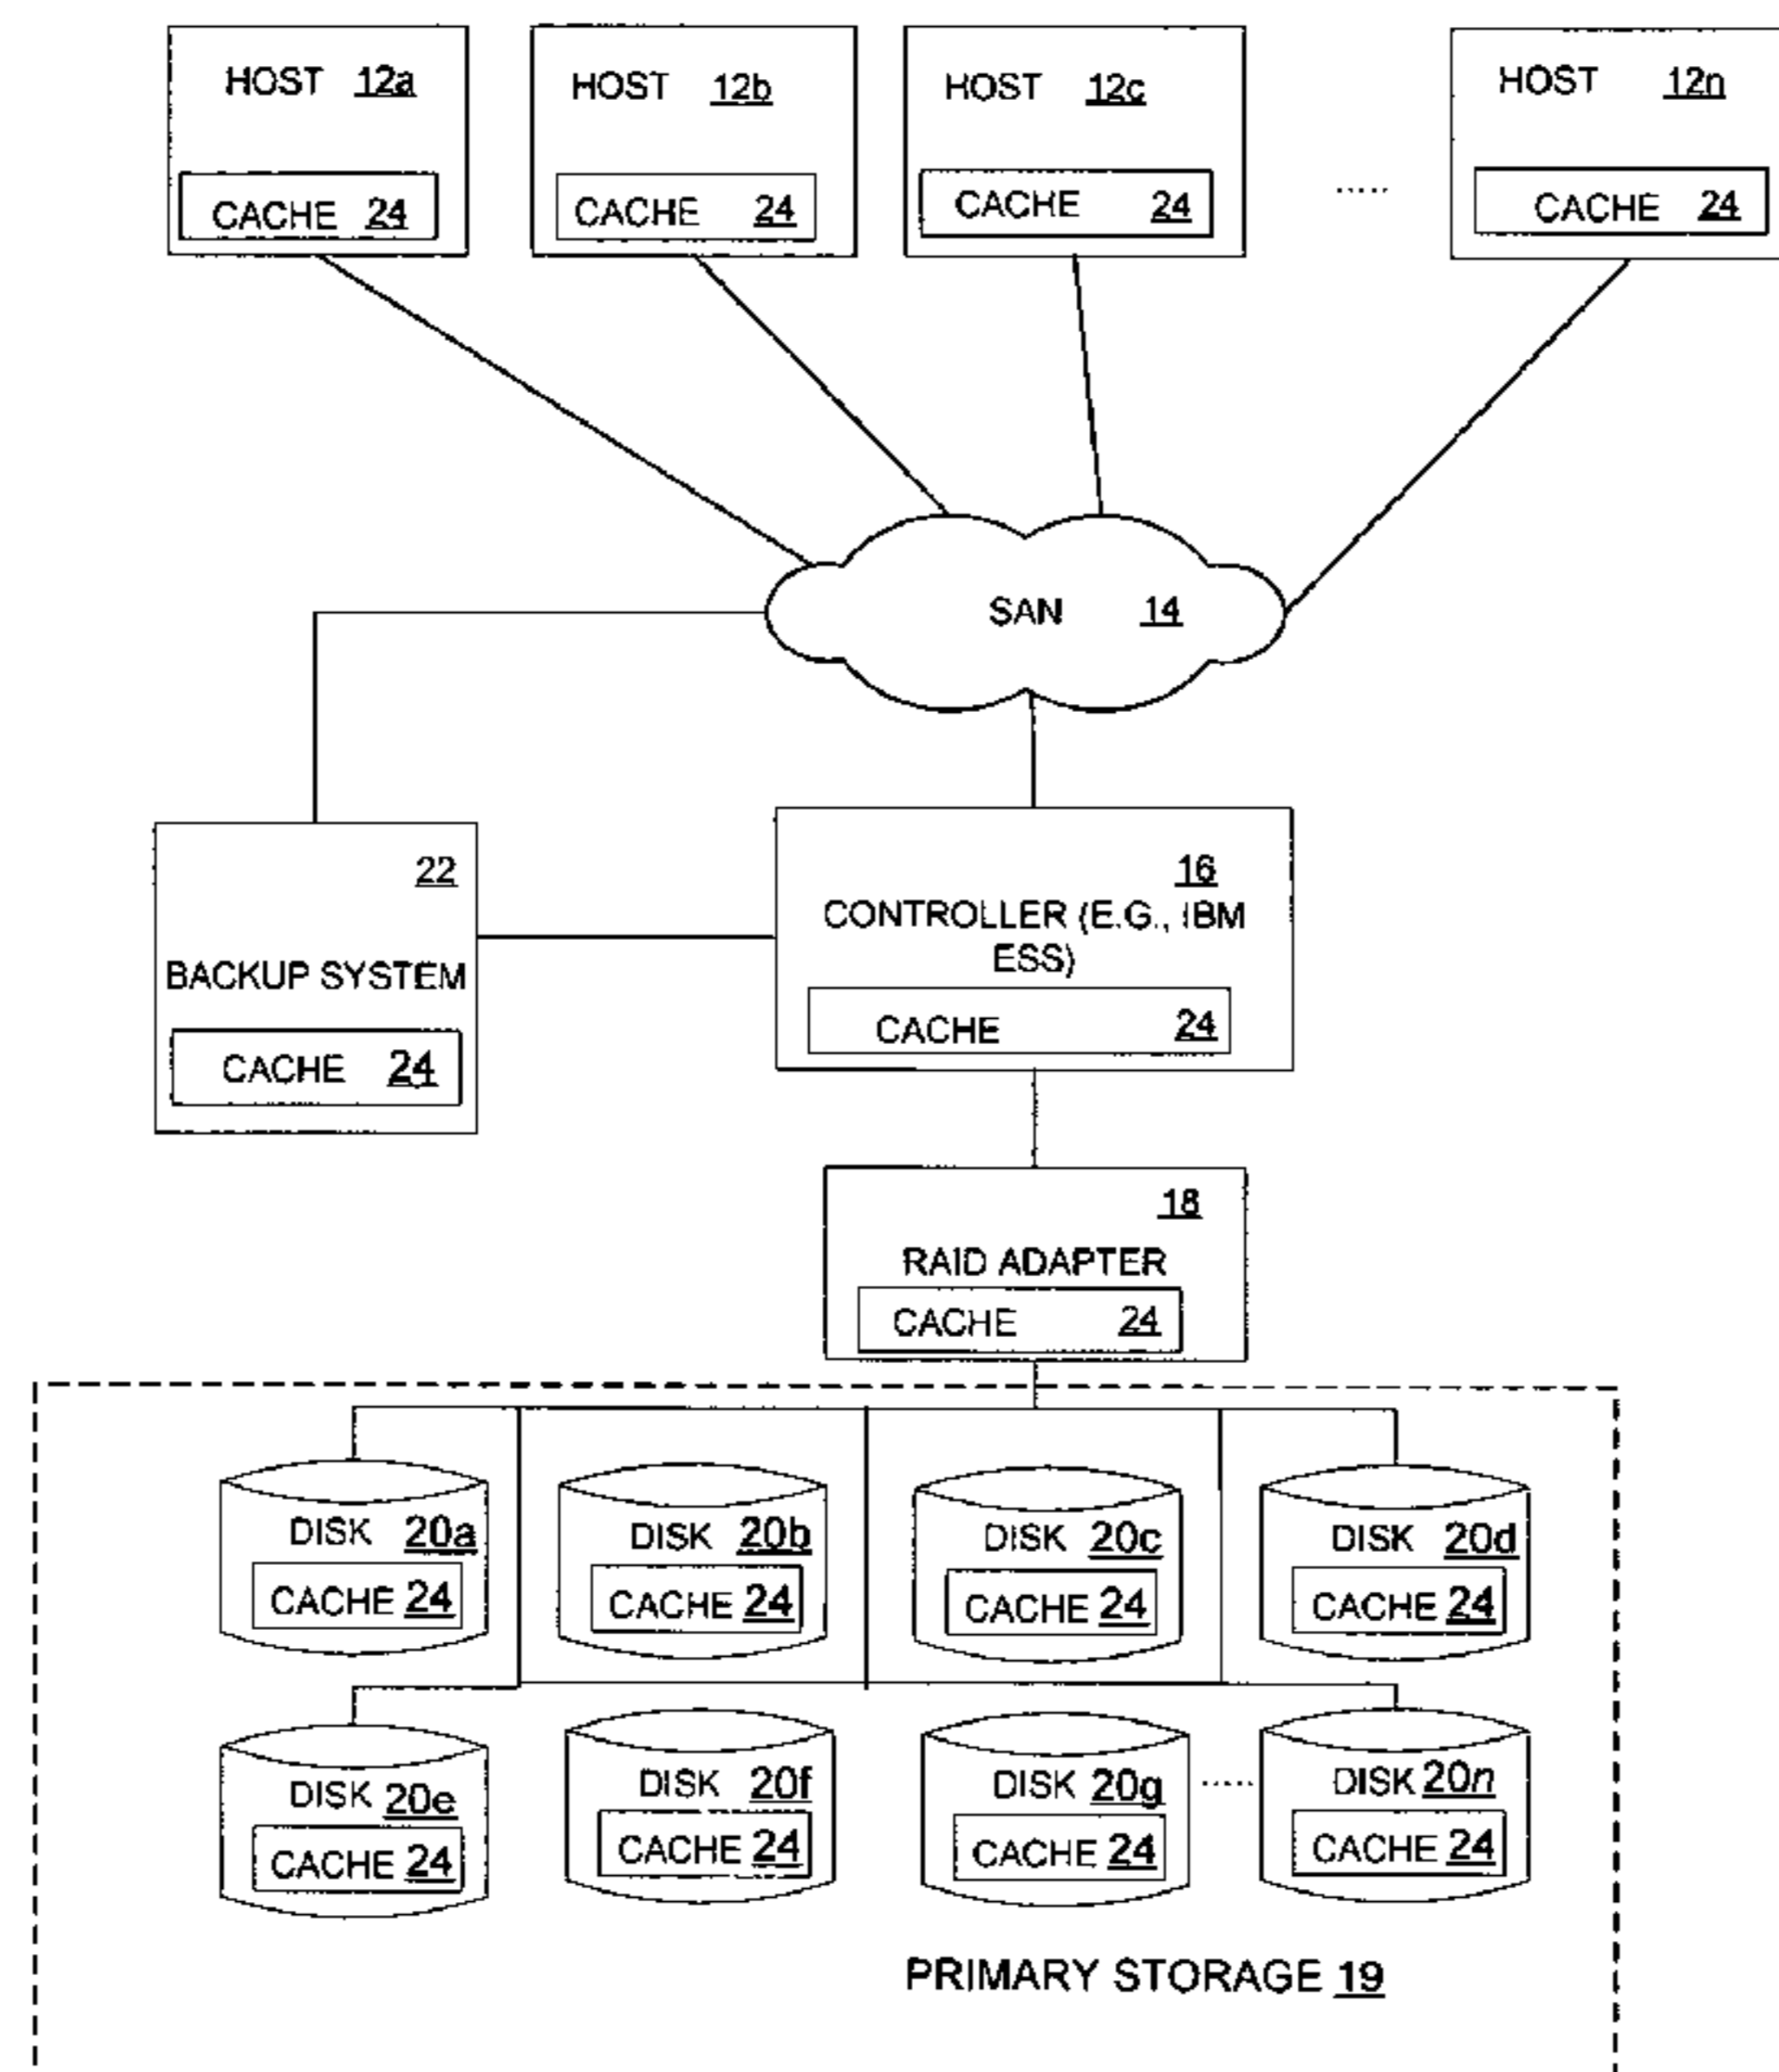 HOST 12a HOST 12b HOST 12c HOST 12n
CACHE 24 CACHE 24 CACHE 24 ..... CACHE 24
SAN 14
22
BACKUP SYSTEM
CACHE 24
16
CONTROLLER (E.G., IBM
ESS)
CACHE 24
18
RAID ADAPTER
CACHE 24
DISK 20a DISK 20b DISK 20c DISK 20d
CACHE 24 CACHE 24 CACHE 24 CACHE 24
DISK 20e DISK 20f DISK 20g ..... DISK 20n
CACHE 24 CACHE 24 CACHE 24 CACHE 24
PRIMARY STORAGE 19